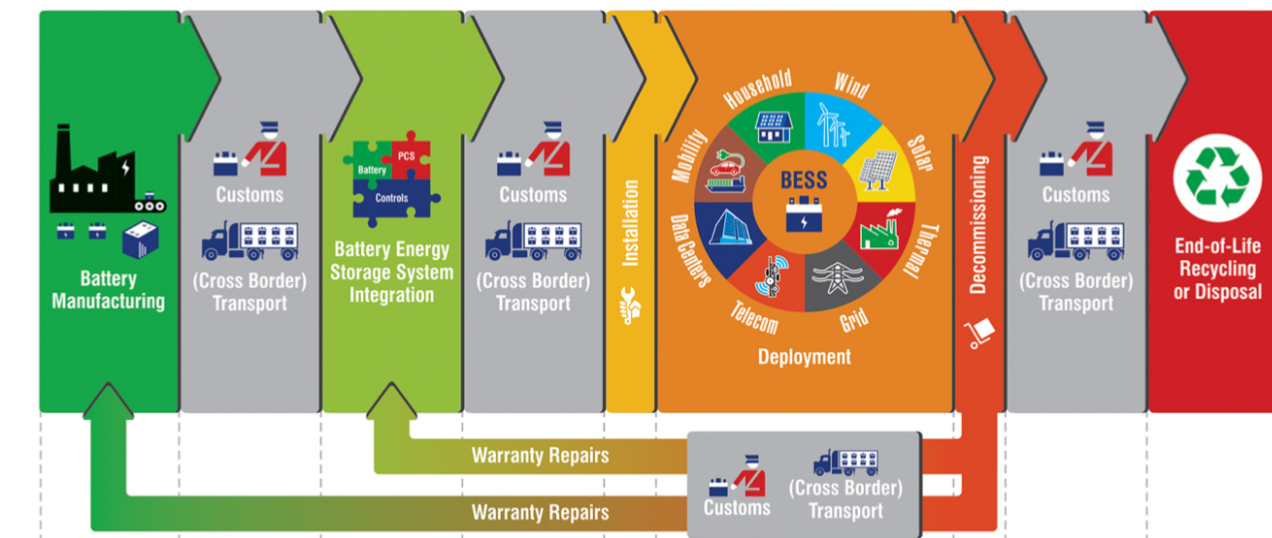 Battery
Manufacturing
Customs
(Cross Border)
Transport
Battery
PCS
Controls
Battery Energy
Storage System
Integration
Customs
(Cross Border)
Transport
Installation
Household
Wind
Solar
Thermal
Grid
Telecom
Data Centers
Mobility
BESS
Deployment
Decommissioning
Customs
(Cross Border)
Transport
End-of-Life
Recycling
or Disposal
Warranty Repairs
Warranty Repairs
Customs
(Cross Border)
Transport